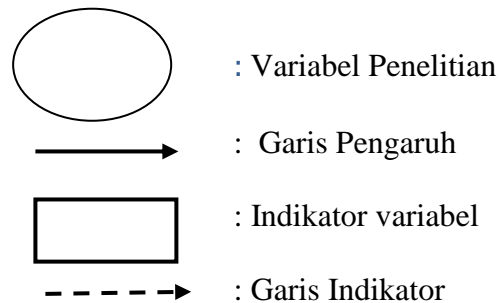 : Variabel Penelitian
: Garis Pengaruh
: Indikator variabel
: Garis Indikator